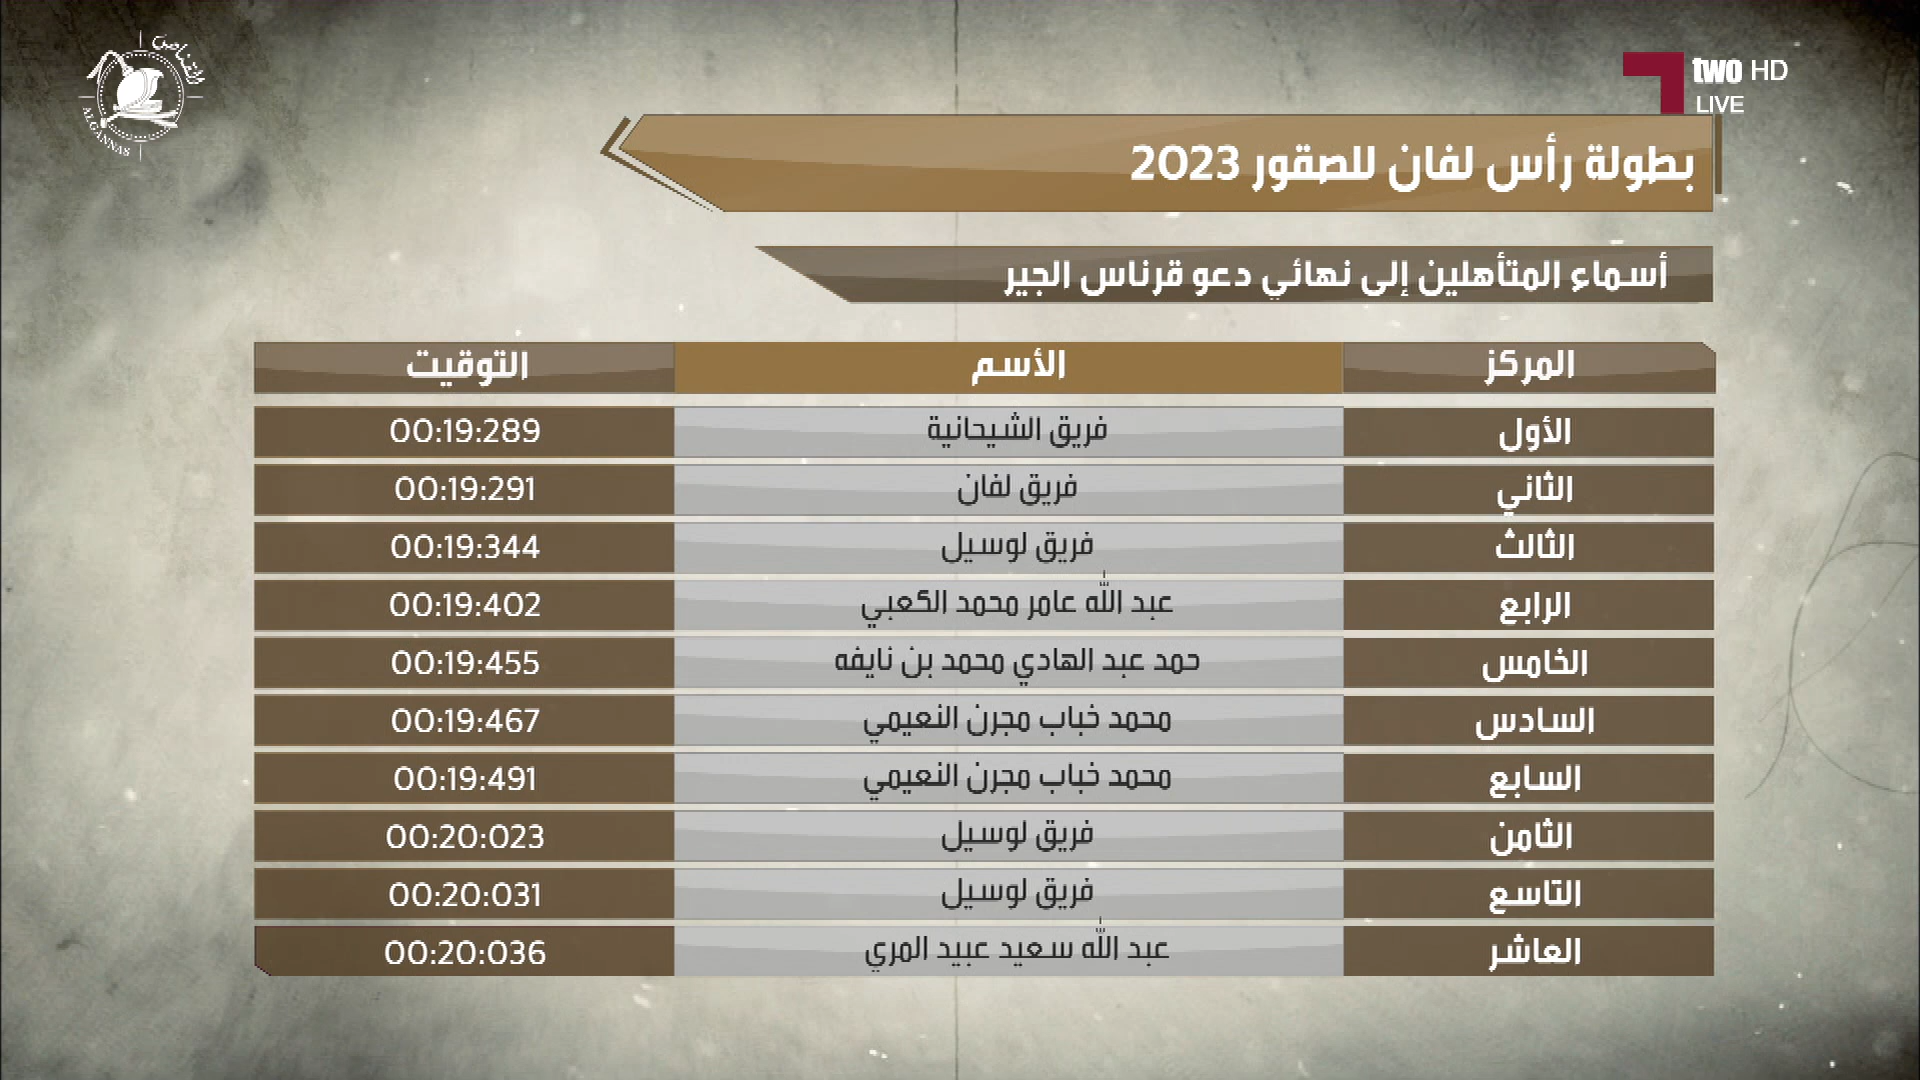 القناص
ALGANNAS
two HD
LIVE
بطولة رأس لفان للصقور 2023
أسماء المتأهلين إلى نهائي دعو قرناس الجير
المركز الأسم التوقيت
الأول فريق الشيحانية 00:19:289
الثاني فريق لفان 00:19:291
الثالث فريق لوسيل 00:19:344
الرابع عبد الله عامر محمد الكعبي 00:19:402
الخامس حمد عبد الهادي محمد بن نايفه 00:19:455
السادس محمد خباب مجرن النعيمي 00:19:467
السابع محمد خباب مجرن النعيمي 00:19:491
الثامن فريق لوسيل 00:20:023
التاسع فريق لوسيل 00:20:031
العاشر عبد الله سعيد عبيد المري 00:20:036